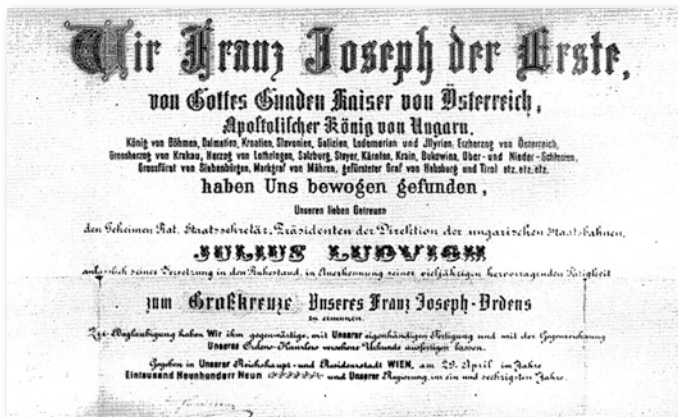 Wir Franz Joseph der Erste,
von Gottes Gnaden Kaiser von Österreich,
Apostolischer König von Ungarn,
König von Böhmen, Dalmatien, Kroatien, Slavonien, Galizien, Lodomerien und Jllyrien, Erzherzog von Österreich,
Grossherzog von Krakau, Herzog von Lothringen, Salzburg, Steyer, Kärnten, Krain, Bukowina, Ober- und Nieder-Schlesien,
Grossfürst von Siebenbürgen, Markgraf von Mähren, gefürsteter Graf von Habsburg und Tirol etz. etz. etz.
haben Uns bewogen gefunden,
Unseren lieben Getreuen
den Geheimen Rat, Staatssekretär, Präsidenten der Direktion der ungarischen Staatsbahnen,
JULIUS LUDVIGH
anlässlich seiner Versetzung in den Ruhestand, in Anerkennung seiner vieljährigen hervorragenden Tätigkeit
zum Großkreuze Unseres Franz Joseph-Ordens
zu ernennen.
Zur Beglaubigung haben Wir ihm gegenwärtige, mit Unserer eigenhändigen Fertigung und mit der Gegenzeichnung
Unseres Ordens-Kanzlers versehene Urkunde ausfertigen lassen.
Gegeben in Unserer Reichshaupt- und Residenzstadt WIEN, am 29. April im Jahre
Eintausend Neunhundert Neun und Unserer Regierung im ein und sechzigsten Jahre.